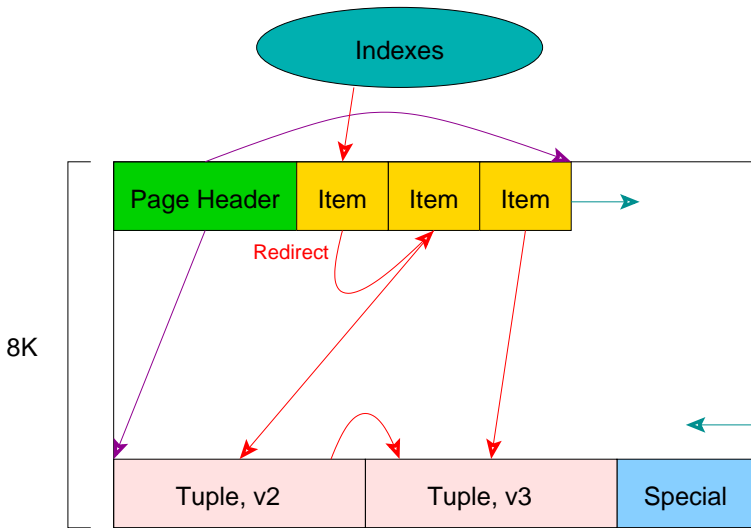 Indexes
Page Header Item Item Item
Redirect
8K
Tuple, v2 Tuple, v3 Special